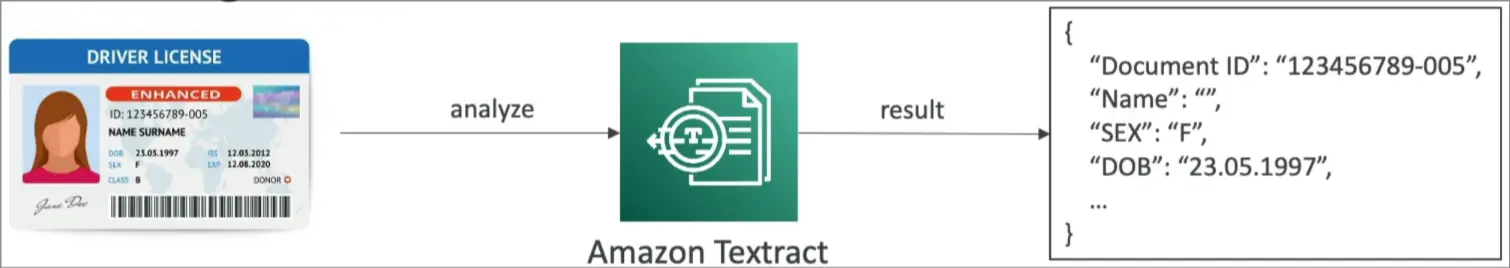 DRIVER LICENSE
ENHANCED
ID: 123456789-005
NAME SURNAME
DOB 23.05.1997 ISS 12.03.2012
SEX F EXP 12.08.2020
CLASS B DONOR
Jane Doe
analyze
Amazon Textract
T
result
{
“Document ID”: “123456789-005”,
“Name”: “”,
“SEX”: “F”,
“DOB”: “23.05.1997”,
...
}